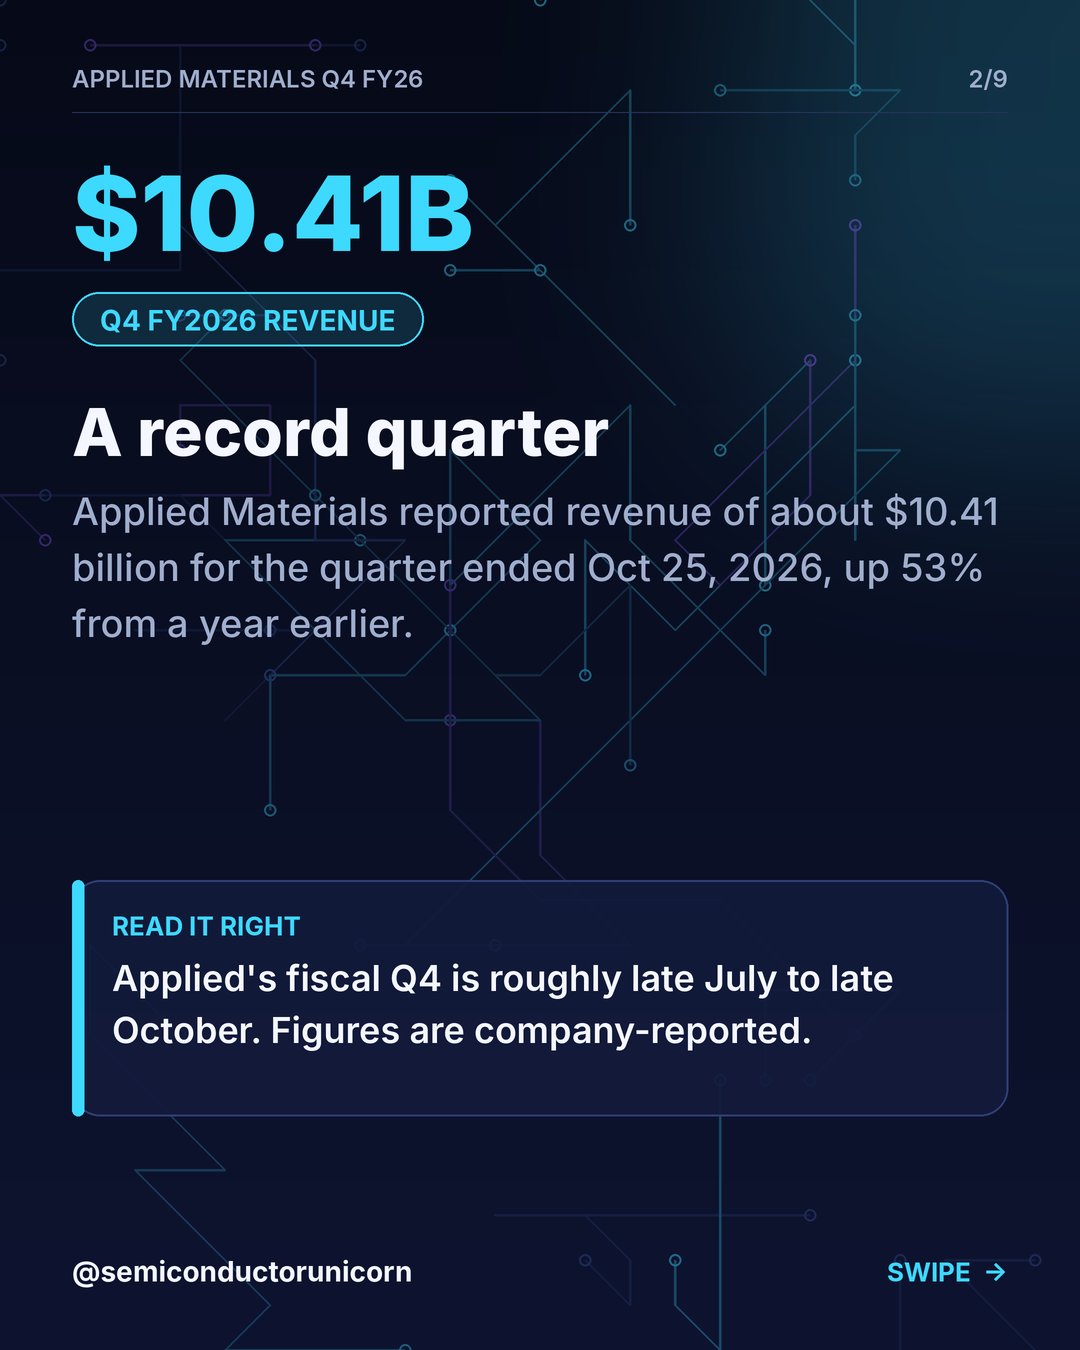 APPLIED MATERIALS Q4 FY26
2/9
$10.41B
Q4 FY2026 REVENUE
A record quarter
Applied Materials reported revenue of about $10.41
billion for the quarter ended Oct 25, 2026, up 53%
from a year earlier.
READ IT RIGHT
Applied's fiscal Q4 is roughly late July to late
October. Figures are company-reported.
@semiconductorunicorn
SWIPE →